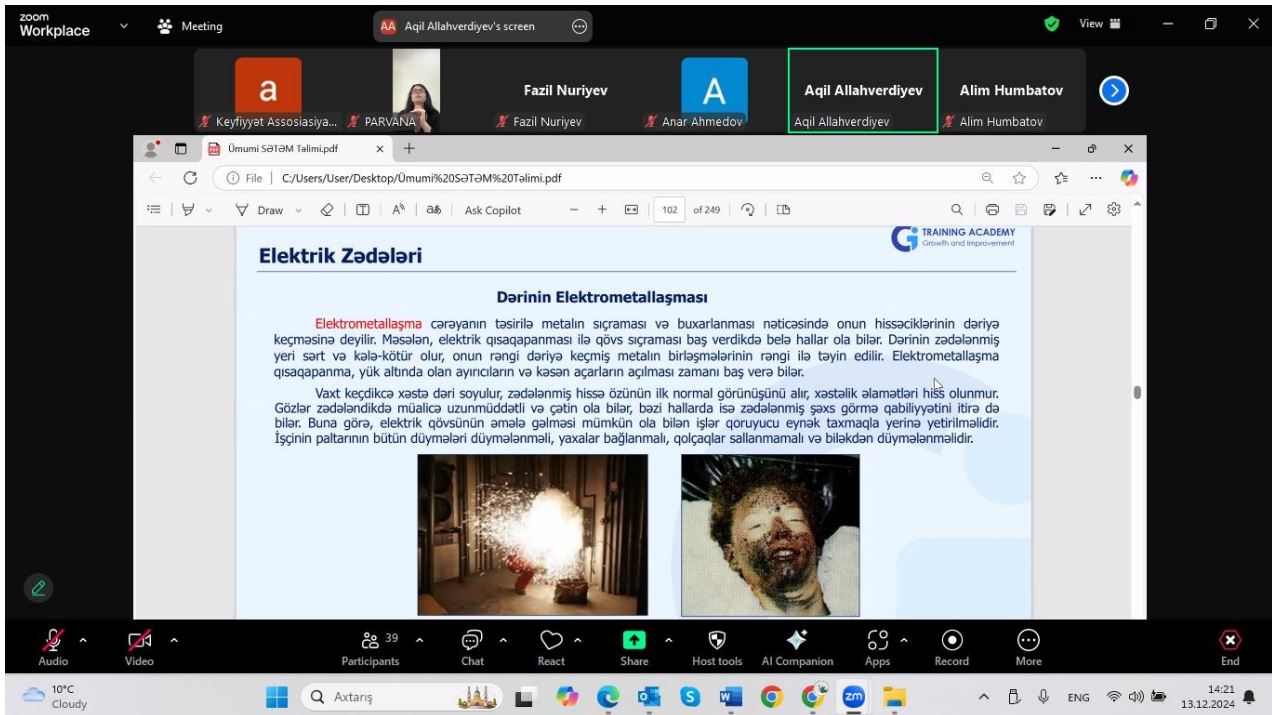 zoom
Workplace
Meeting
AA Aqil Allahverdiyev's screen
View
a
Keyfiyyət Assosiasiya...
PARVANA
Fazil Nuriyev
Fazil Nuriyev
A
Anar Ahmedov
Aqil Allahverdiyev
Aqil Allahverdiyev
Alim Humbatov
Alim Humbatov
Ümumi SƏTƏM Təlimi.pdf
File | C:/Users/User/Desktop/Ümumi%20SƏTƏM%20Təlimi.pdf
Draw
Ask Copilot
102 of 249
Elektrik Zədələri
G TRAINING ACADEMY
Growth and Improvement
Dərinin Elektrometallaşması
Elektrometallaşma cərəyanın təsirilə metalın sıçraması və buxarlanması nəticəsində onun hissəciklərinin dəriyə
keçməsinə deyilir. Məsələn, elektrik qısaqapanması ilə qövs sıçraması baş verdikdə belə hallar ola bilər. Dərinin zədələnmiş
yeri sərt və kələ-kötür olur, onun rəngi dəriyə keçmiş metalın birləşmələrinin rəngi ilə təyin edilir. Elektrometallaşma
qısaqapanma, yük altında olan ayırıcıların və kəsən açarların açılması zamanı baş verə bilər.
Vaxt keçdikcə xəstə dəri soyulur, zədələnmiş hissə özünün ilk normal görünüşünü alır, xəstəlik əlamətləri hiss olunmur.
Gözlər zədələndikdə müalicə uzunmüddətli və çətin ola bilər, bəzi hallarda isə zədələnmiş şəxs görmə qabiliyyətini itirə də
bilər. Buna görə, elektrik qövsünün əmələ gəlməsi mümkün ola bilən işlər qoruyucu eynək taxmaqla yerinə yetirilməlidir.
İşçinin paltarının bütün düymələri düymələnməli, yaxalar bağlanmalı, qolçaqlar sallanmamalı və biləkdən düymələnməlidir.
Audio
Video
39
Participants
Chat
React
Share
Host tools
AI Companion
Apps
Record
More
End
10°C
Cloudy
Axtarış
zm
ENG
14:21
13.12.2024